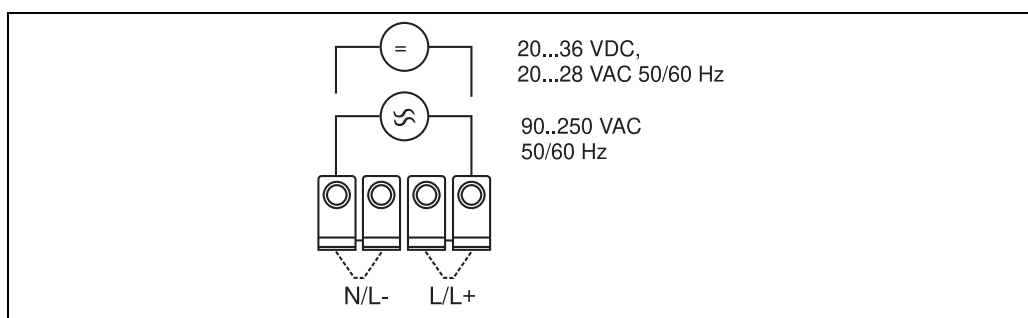 20...36 VDC,
20...28 VAC 50/60 Hz
90..250 VAC
50/60 Hz
N/L- L/L+